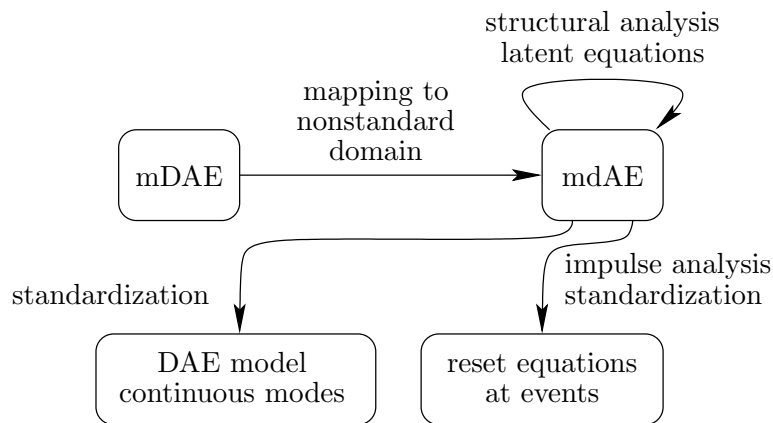 structural analysis
latent equations
mapping to
nonstandard
domain
mDAE
mdAE
impulse analysis
standardization
standardization
DAE model
continuous modes
reset equations
at events